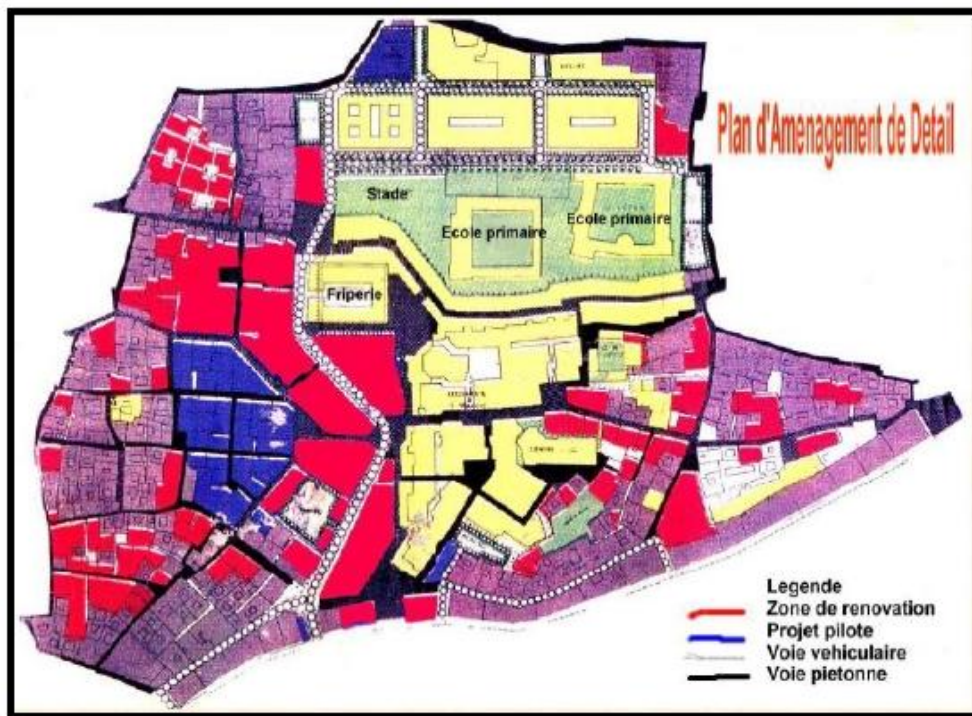 Plan d'Amenagement de Detail
Stade
Ecole primaire
Ecole primaire
Friperie
Legende
Zone de renovation
Projet pilote
Voie vehiculaire
Voie pietonne